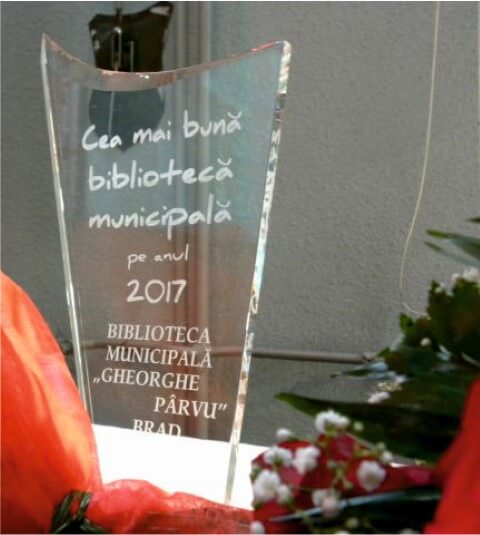 Cea mai bună
bibliotecă
municipală
pe anul
2017
BIBLIOTECA
MUNICIPALĂ
„GHEORGHE
PÂRVU”
BRAD